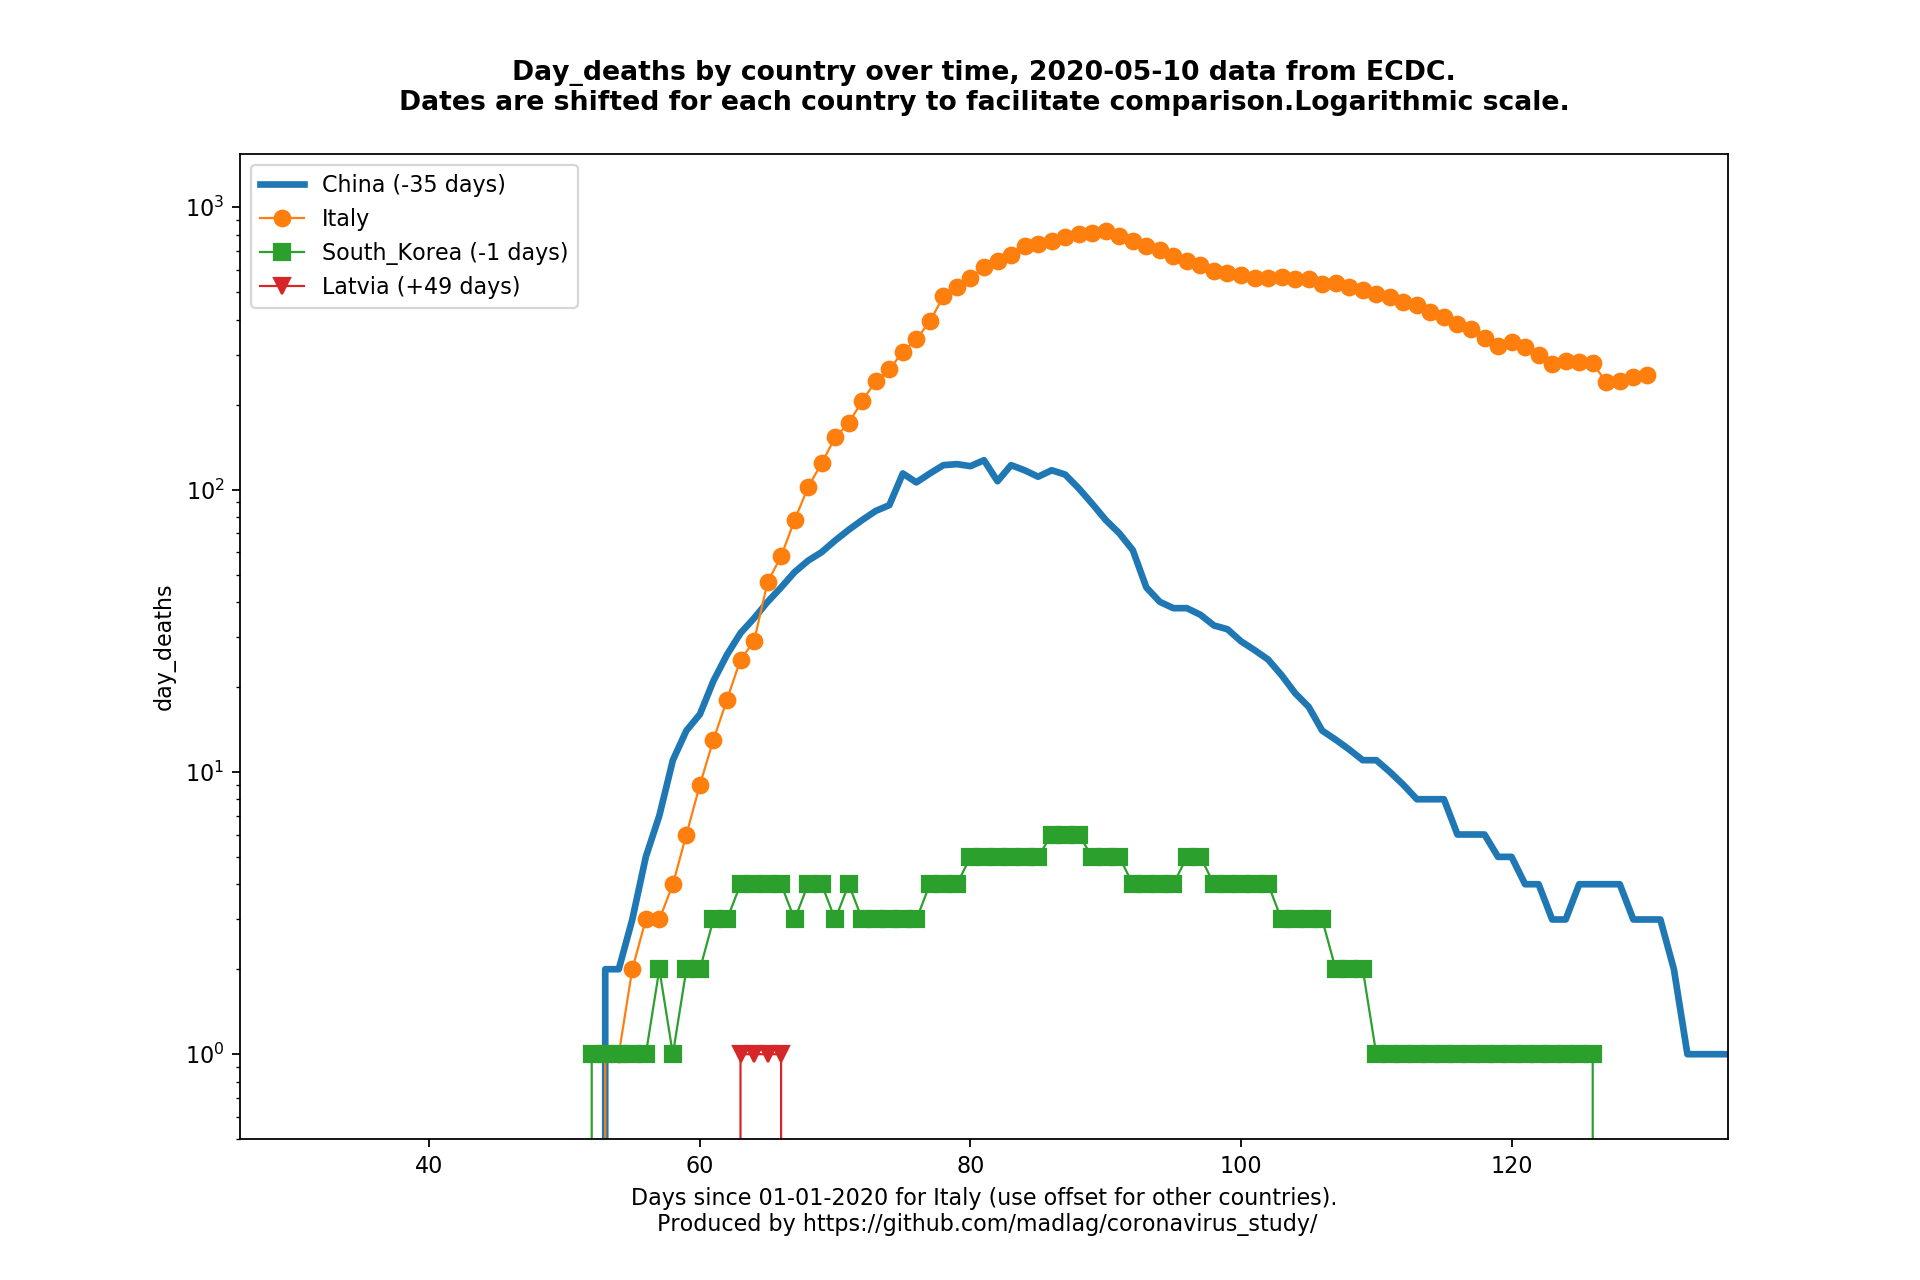 Day_deaths by country over time, 2020-05-10 data from ECDC.
Dates are shifted for each country to facilitate comparison.Logarithmic scale.
China (-35 days)
Italy
South_Korea (-1 days)
Latvia (+49 days)
10³
10²
10¹
10⁰
day_deaths
40 60 80 100 120
Days since 01-01-2020 for Italy (use offset for other countries).
Produced by https://github.com/madlag/coronavirus_study/